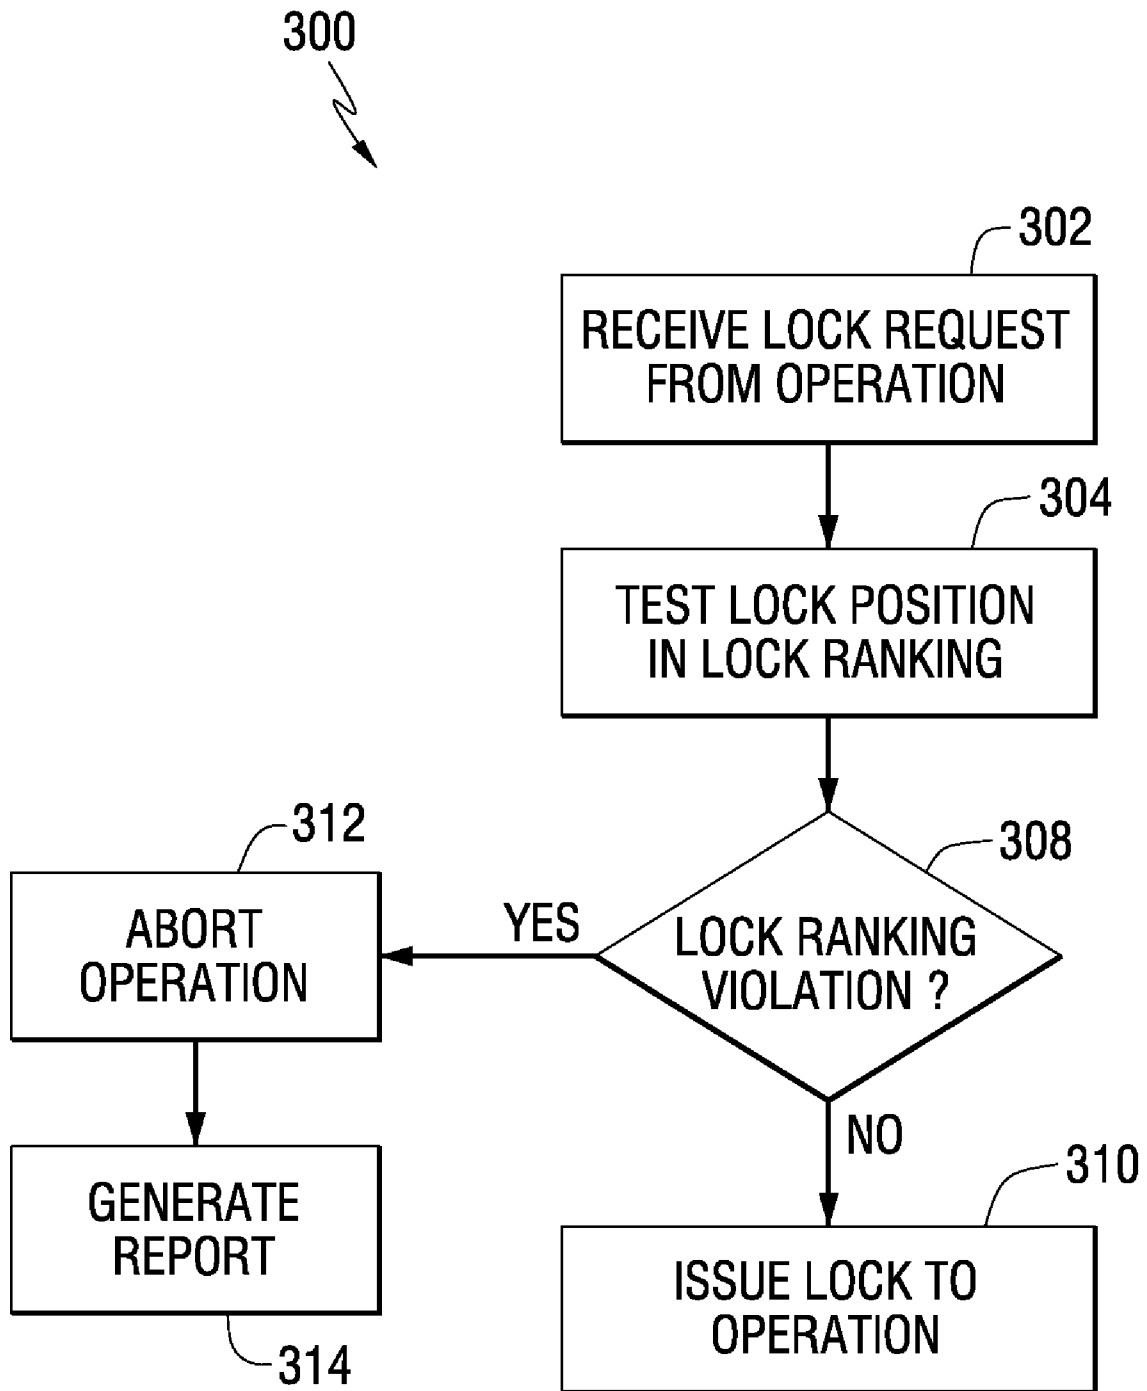 300
302
RECEIVE LOCK REQUEST
FROM OPERATION
304
TEST LOCK POSITION
IN LOCK RANKING
308
LOCK RANKING
VIOLATION ?
YES
312
ABORT
OPERATION
GENERATE
REPORT
314
NO
310
ISSUE LOCK TO
OPERATION